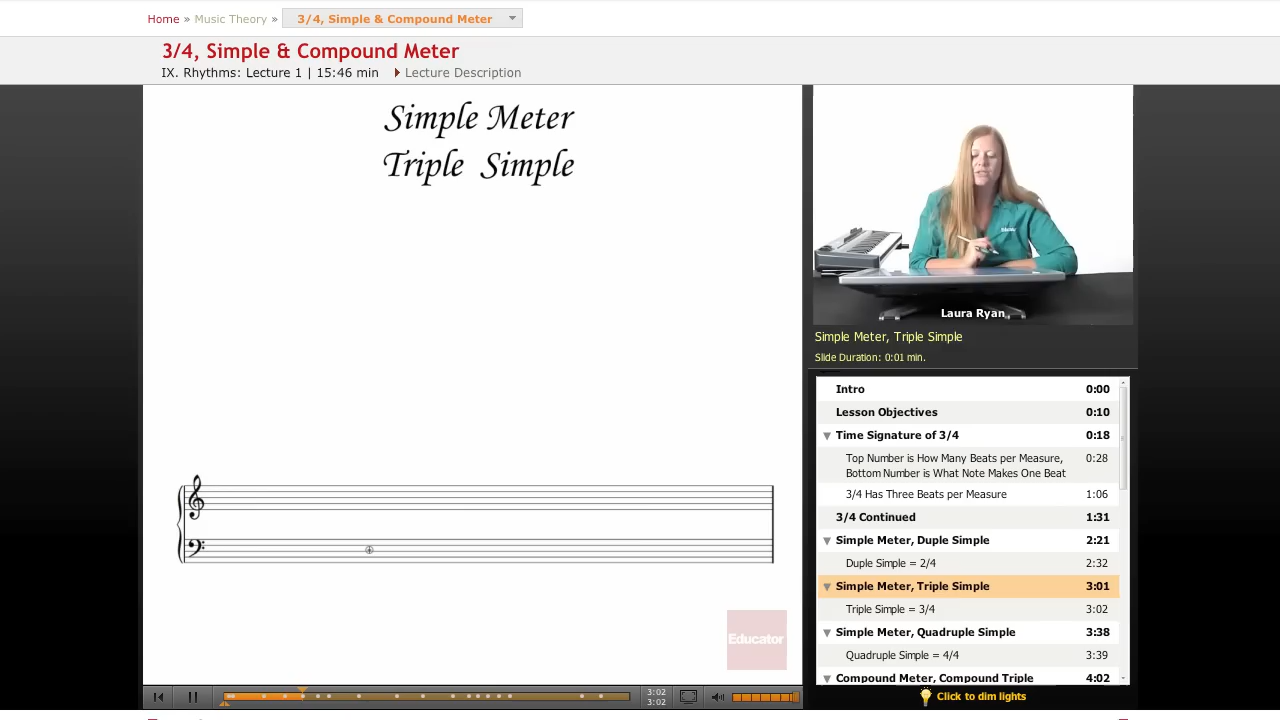 Home » Music Theory » 3/4, Simple & Compound Meter
3/4, Simple & Compound Meter
IX. Rhythms: Lecture 1 | 15:46 min Lecture Description
Simple Meter
Triple Simple
Educator
Laura Ryan
Simple Meter, Triple Simple
Slide Duration: 0:01 min.
Intro 0:00
Lesson Objectives 0:10
Time Signature of 3/4 0:18
Top Number is How Many Beats per Measure, 0:28
Bottom Number is What Note Makes One Beat
3/4 Has Three Beats per Measure 1:06
3/4 Continued 1:31
Simple Meter, Duple Simple 2:21
Duple Simple = 2/4 2:32
Simple Meter, Triple Simple 3:01
Triple Simple = 3/4 3:02
Simple Meter, Quadruple Simple 3:38
Quadruple Simple = 4/4 3:39
Compound Meter, Compound Triple 4:02
3:02
3:02
Click to dim lights